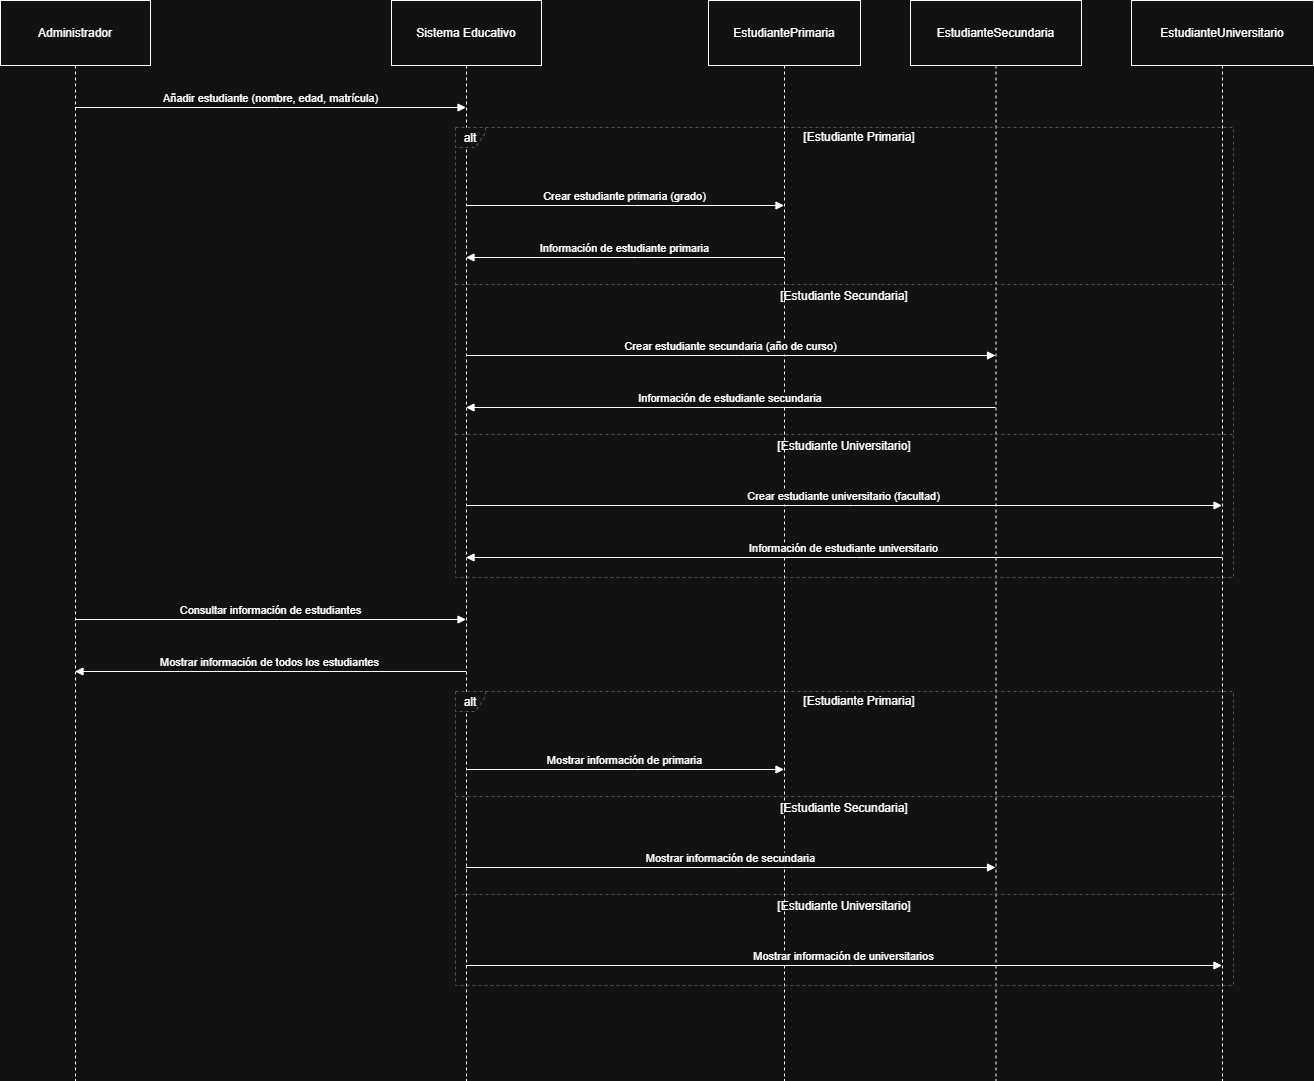 Administrador
Sistema Educativo
EstudiantePrimaria
EstudianteSecundaria
EstudianteUniversitario
Añadir estudiante (nombre, edad, matrícula)
alt
[Estudiante Primaria]
Crear estudiante primaria (grado)
Información de estudiante primaria
[Estudiante Secundaria]
Crear estudiante secundaria (año de curso)
Información de estudiante secundaria
[Estudiante Universitario]
Crear estudiante universitario (facultad)
Información de estudiante universitario
Consultar información de estudiantes
Mostrar información de todos los estudiantes
alt
[Estudiante Primaria]
Mostrar información de primaria
[Estudiante Secundaria]
Mostrar información de secundaria
[Estudiante Universitario]
Mostrar información de universitarios